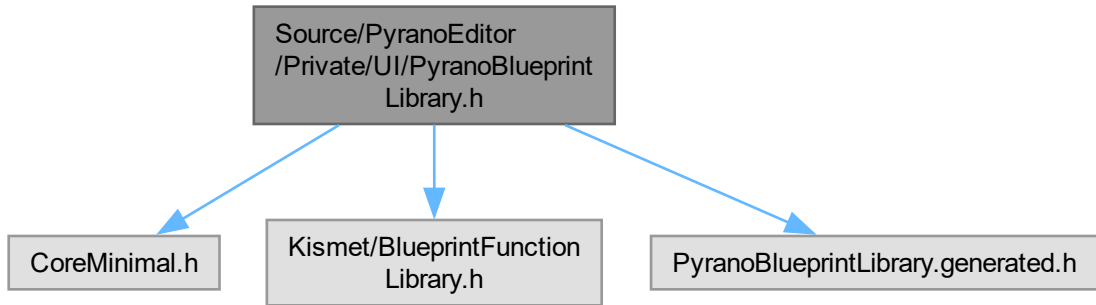 Source/PyranoEditor
/Private/UI/PyranoBlueprint
Library.h
CoreMinimal.h
Kismet/BlueprintFunction
Library.h
PyranoBlueprintLibrary.generated.h